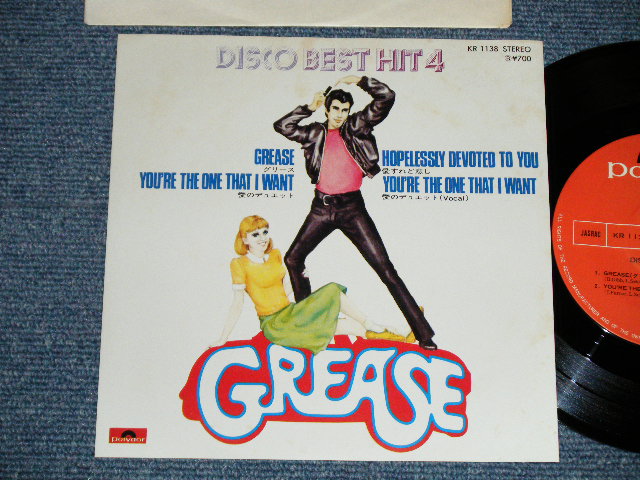 DISCO BEST HIT 4
KR 1138 STEREO
¥700
GREASE
グリース
YOU'RE THE ONE THAT I WANT
愛のデュエット
HOPELESSLY DEVOTED TO YOU
愛すれど悲し
YOU'RE THE ONE THAT I WANT
愛のデュエット(Vocal)
GREASE
polydor
JASRAC
1. GREASE
2. YOU'RE THE